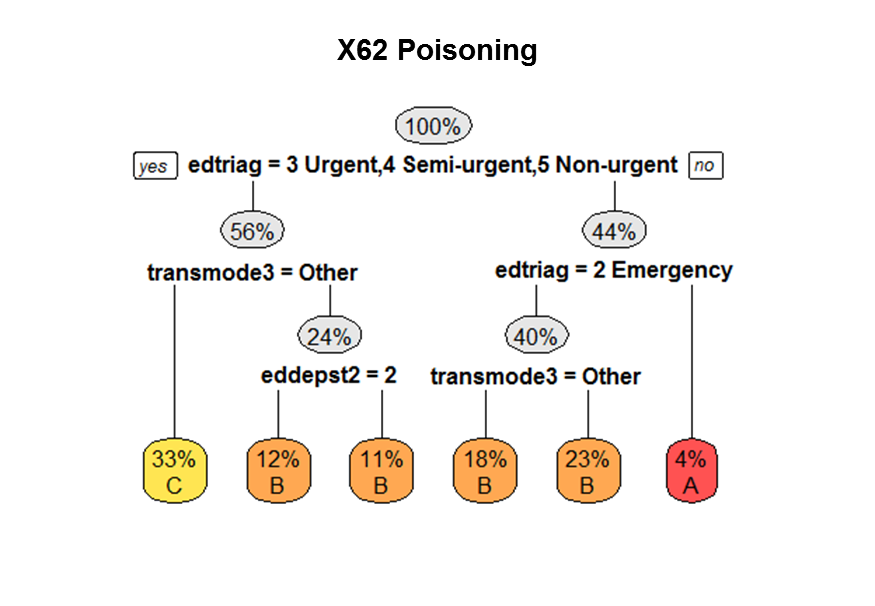 X62 Poisoning
100%
yes edtriag = 3 Urgent,4 Semi-urgent,5 Non-urgent no
56% 44%
transmode3 = Other edtriag = 2 Emergency
24% 40%
eddepst2 = 2 transmode3 = Other
33% 12% 11% 18% 23% 4%
C B B B B A